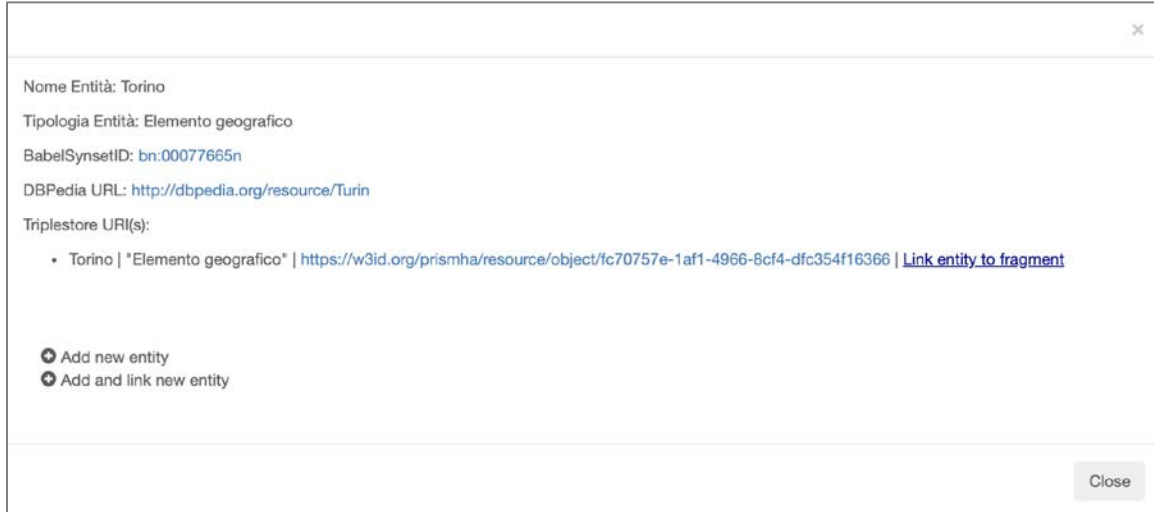 ×
Nome Entità: Torino
Tipologia Entità: Elemento geografico
BabelSynsetID: bn:00077665n
DBPedia URL: http://dbpedia.org/resource/Turin
Triplestore URI(s):
• Torino | "Elemento geografico" | https://w3id.org/prismha/resource/object/fc70757e-1af1-4966-8cf4-dfc354f16366 | Link entity to fragment
Add new entity
Add and link new entity
Close